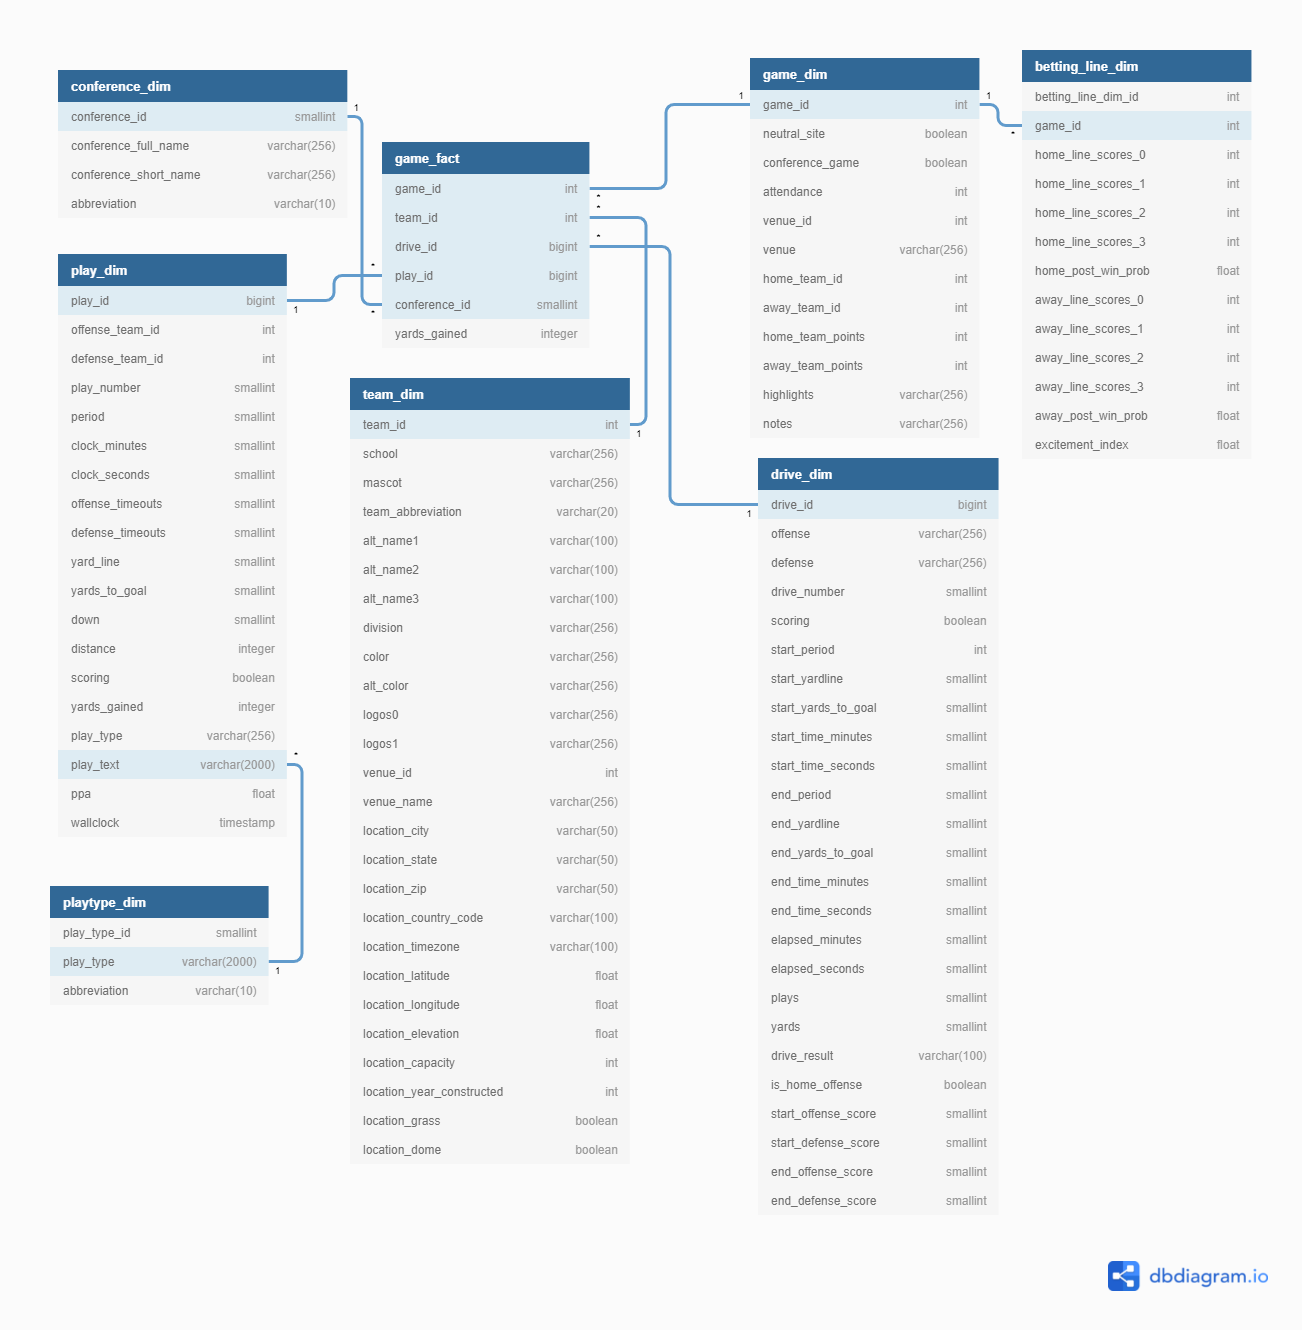 conference_dim
conference_id smallint
conference_full_name varchar(256)
conference_short_name varchar(256)
abbreviation varchar(10)
1
*
game_fact
game_id int
team_id int
drive_id bigint
play_id bigint
conference_id smallint
yards_gained integer
*
*
*
*
play_dim
play_id bigint
offense_team_id int
defense_team_id int
play_number smallint
period smallint
clock_minutes smallint
clock_seconds smallint
offense_timeouts smallint
defense_timeouts smallint
yard_line smallint
yards_to_goal smallint
down smallint
distance integer
scoring boolean
yards_gained integer
play_type varchar(256)
play_text varchar(2000)
ppa float
wallclock timestamp
1
*
playtype_dim
play_type_id smallint
play_type varchar(2000)
abbreviation varchar(10)
1
team_dim
team_id int
school varchar(256)
mascot varchar(256)
team_abbreviation varchar(20)
alt_name1 varchar(100)
alt_name2 varchar(100)
alt_name3 varchar(100)
division varchar(256)
color varchar(256)
alt_color varchar(256)
logos0 varchar(256)
logos1 varchar(256)
venue_id int
venue_name varchar(256)
location_city varchar(50)
location_state varchar(50)
location_zip varchar(50)
location_country_code varchar(100)
location_timezone varchar(100)
location_latitude float
location_longitude float
location_elevation float
location_capacity int
location_year_constructed int
location_grass boolean
location_dome boolean
1
game_dim
game_id int
neutral_site boolean
conference_game boolean
attendance int
venue_id int
venue varchar(256)
home_team_id int
away_team_id int
home_team_points int
away_team_points int
highlights varchar(256)
notes varchar(256)
1
1
*
betting_line_dim
betting_line_dim_id int
game_id int
home_line_scores_0 int
home_line_scores_1 int
home_line_scores_2 int
home_line_scores_3 int
home_post_win_prob float
away_line_scores_0 int
away_line_scores_1 int
away_line_scores_2 int
away_line_scores_3 int
away_post_win_prob float
excitement_index float
drive_dim
drive_id bigint
offense varchar(256)
defense varchar(256)
drive_number smallint
scoring boolean
start_period int
start_yardline smallint
start_yards_to_goal smallint
start_time_minutes smallint
start_time_seconds smallint
end_period smallint
end_yardline smallint
end_yards_to_goal smallint
end_time_minutes smallint
end_time_seconds smallint
elapsed_minutes smallint
elapsed_seconds smallint
plays smallint
yards smallint
drive_result varchar(100)
is_home_offense boolean
start_offense_score smallint
start_defense_score smallint
end_offense_score smallint
end_defense_score smallint
1
dbdiagram.io